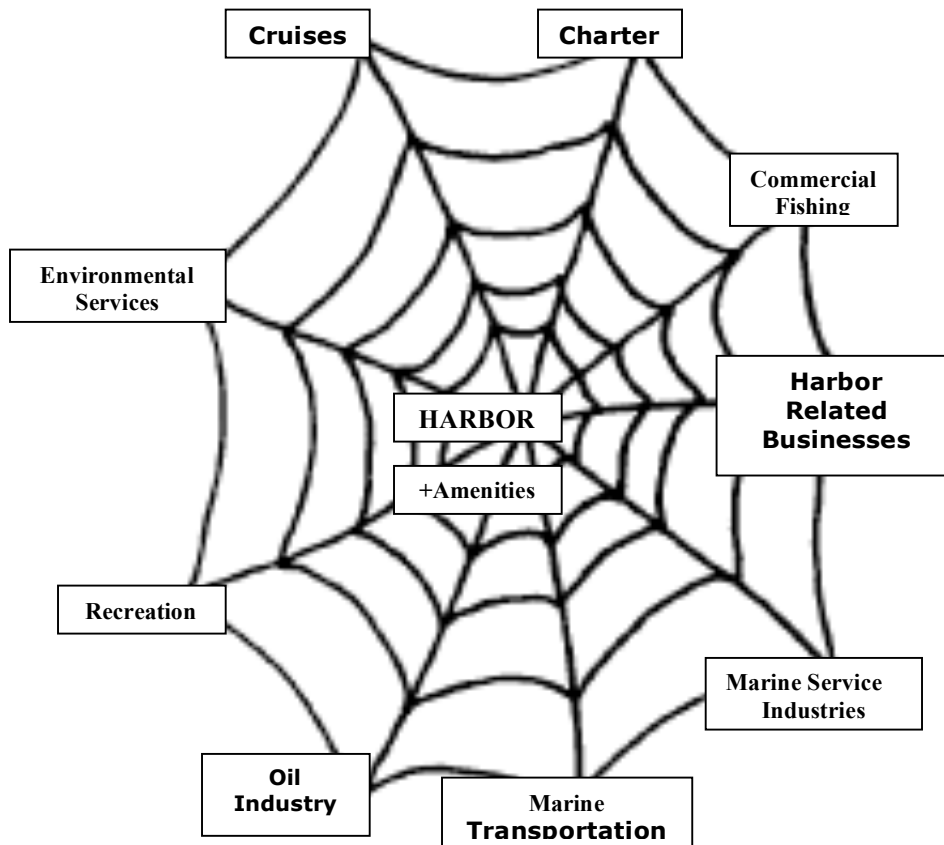 Cruises
Charter
Commercial
Fishing
Environmental
Services
Harbor
Related
Businesses
HARBOR
+Amenities
Recreation
Marine Service
Industries
Oil
Industry
Marine
Transportation